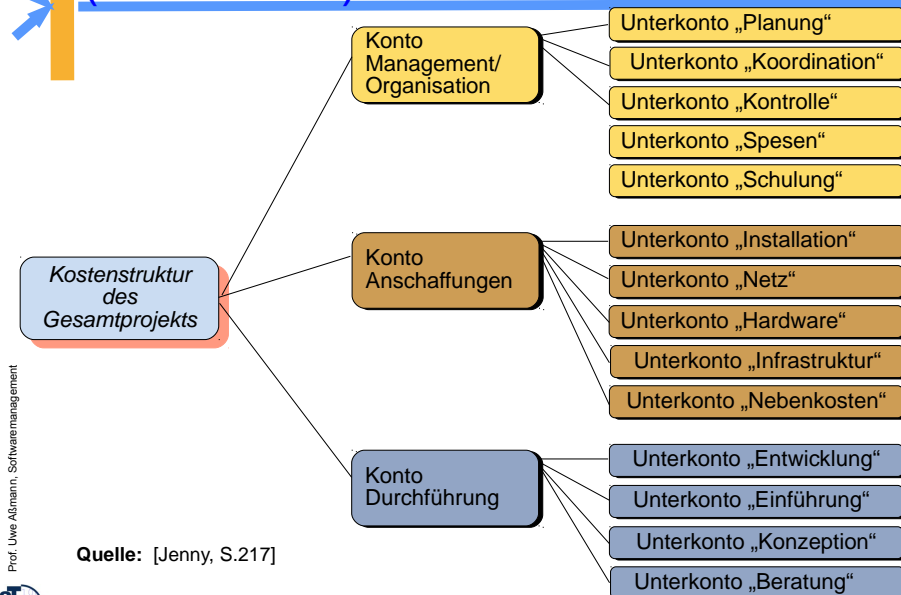 Konto
Management/
Organisation
Unterkonto „Planung“
Unterkonto „Koordination“
Unterkonto „Kontrolle“
Unterkonto „Spesen“
Unterkonto „Schulung“
Kostenstruktur
des
Gesamtprojekts
Konto
Anschaffungen
Unterkonto „Installation“
Unterkonto „Netz“
Unterkonto „Hardware“
Unterkonto „Infrastruktur“
Unterkonto „Nebenkosten“
Konto
Durchführung
Unterkonto „Entwicklung“
Unterkonto „Einführung“
Unterkonto „Konzeption“
Unterkonto „Beratung“
Quelle: [Jenny, S.217]
Prof. Uwe Aßmann, Softwaremanagement